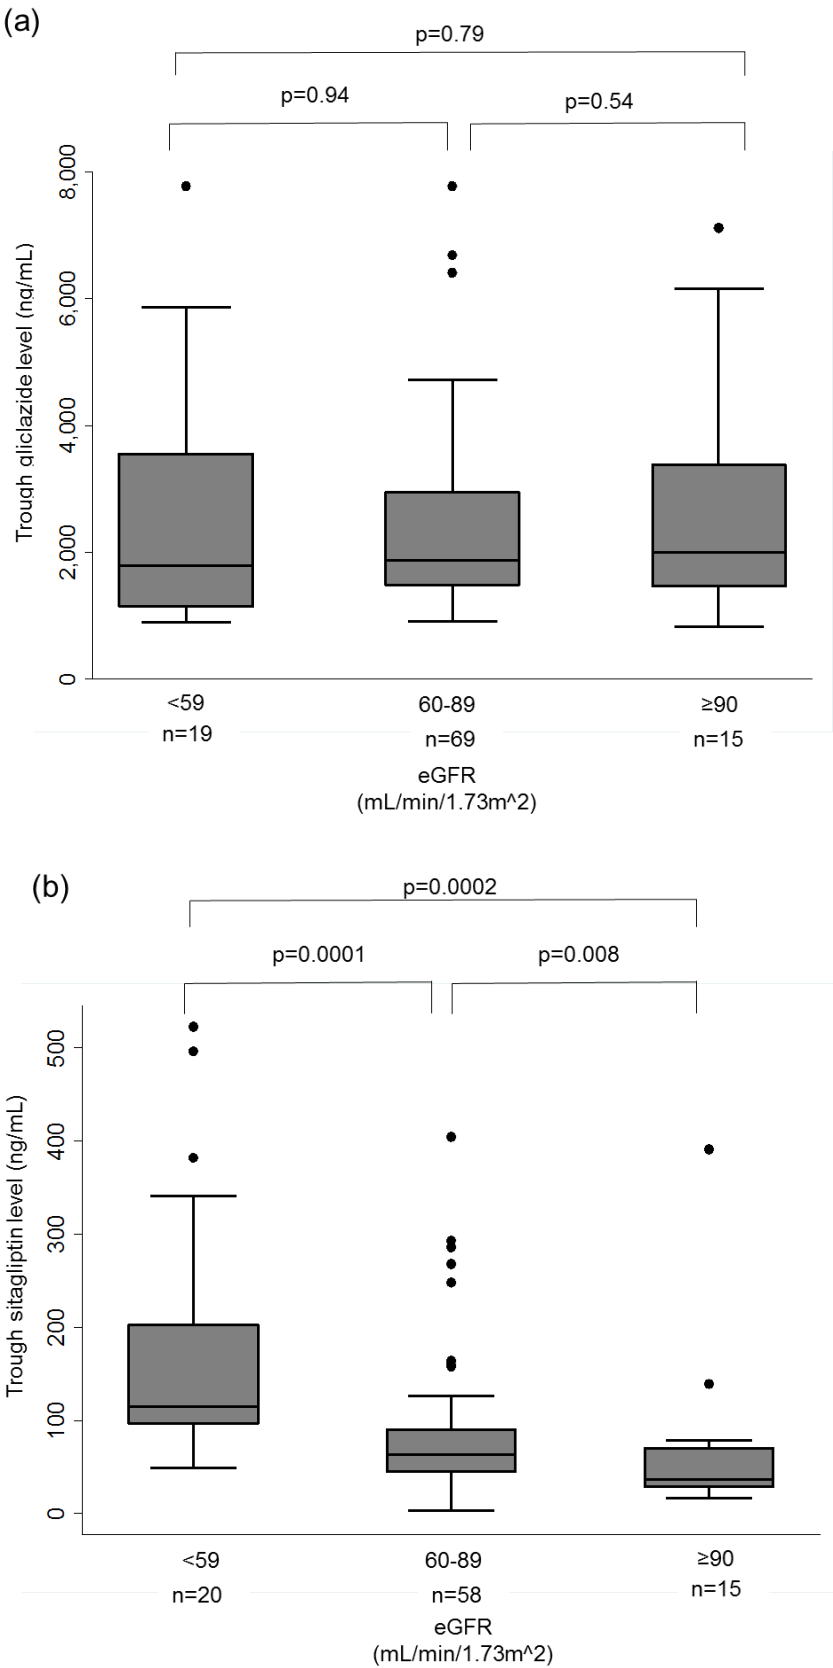 (a)
p=0.79
p=0.94
p=0.54
8,000
6,000
4,000
2,000
0
Trough gliclazide level (ng/mL)
<59
60-89
≥90
n=19
n=69
n=15
eGFR
(mL/min/1.73m^2)
(b)
p=0.0002
p=0.0001
p=0.008
500
400
300
200
100
0
Trough sitagliptin level (ng/mL)
<59
60-89
≥90
n=20
n=58
n=15
eGFR
(mL/min/1.73m^2)